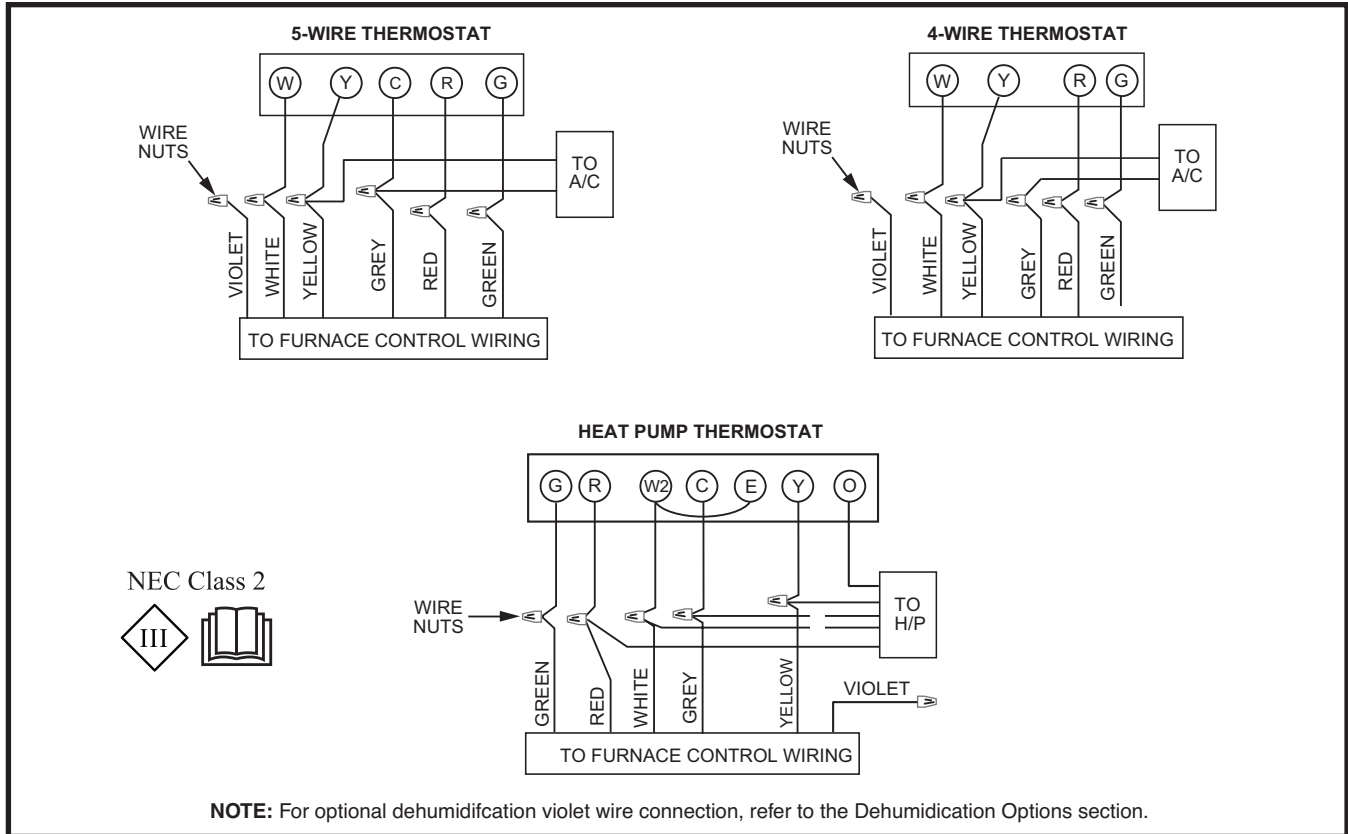 5-WIRE THERMOSTAT
W Y C R G
WIRE
NUTS
TO
A/C
VIOLET
WHITE
YELLOW
GREY
RED
GREEN
TO FURNACE CONTROL WIRING
4-WIRE THERMOSTAT
W Y R G
WIRE
NUTS
TO
A/C
VIOLET
WHITE
YELLOW
GREY
RED
GREEN
TO FURNACE CONTROL WIRING
HEAT PUMP THERMOSTAT
G R W2 C E Y O
NEC Class 2
III
WIRE
NUTS
TO
H/P
GREEN
RED
WHITE
GREY
YELLOW
VIOLET
TO FURNACE CONTROL WIRING
NOTE: For optional dehumidifcation violet wire connection, refer to the Dehumidication Options section.